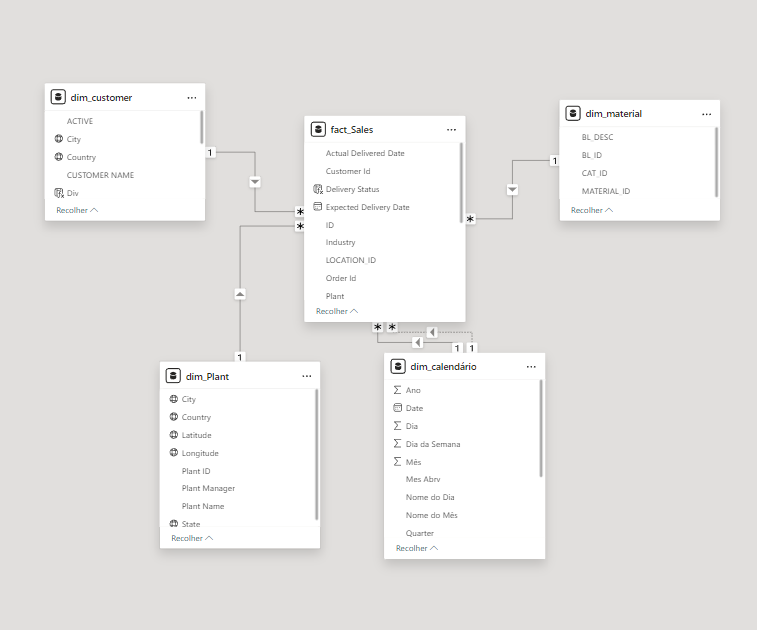 dim_customer ...
ACTIVE
City
Country
CUSTOMER NAME
Div
Recolher
1
*
fact_Sales ...
Actual Delivered Date
Customer Id
Delivery Status
Expected Delivery Date
ID
Industry
LOCATION_ID
Order Id
Plant
Recolher
dim_material ...
BL_DESC
BL_ID
CAT_ID
MATERIAL_ID
Recolher
1
*
*
1
dim_Plant ...
City
Country
Latitude
Longitude
Plant ID
Plant Manager
Plant Name
State
Recolher
* *
1 1
dim_calendário ...
Σ Ano
Date
Σ Dia
Σ Dia da Semana
Σ Mês
Mes Abrv
Nome do Dia
Nome do Mês
Quarter
Recolher